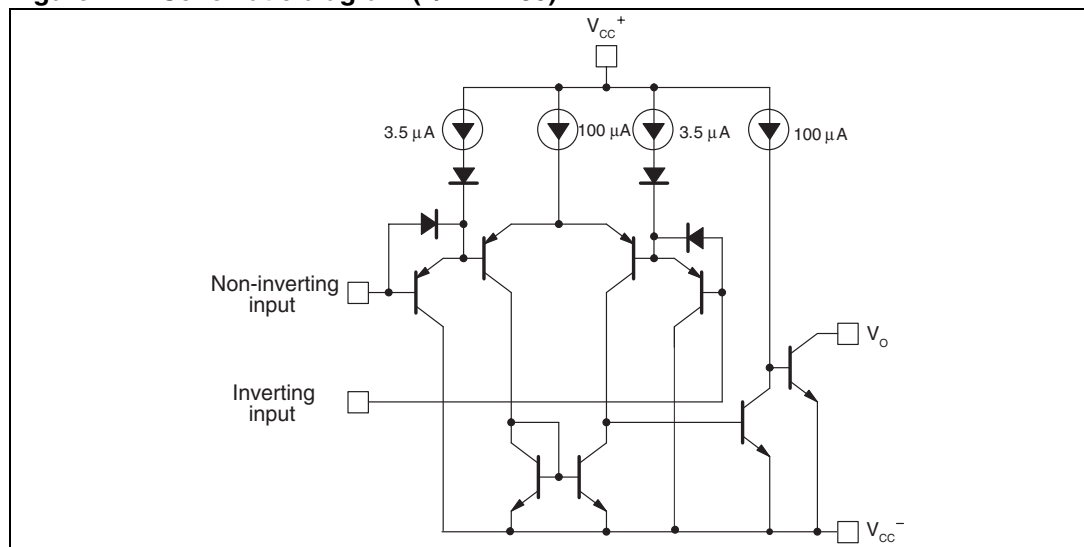 V_CC^+
3.5 μA
100 μA
3.5 μA
100 μA
Non-inverting
input
V_O
Inverting
input
V_CC^-